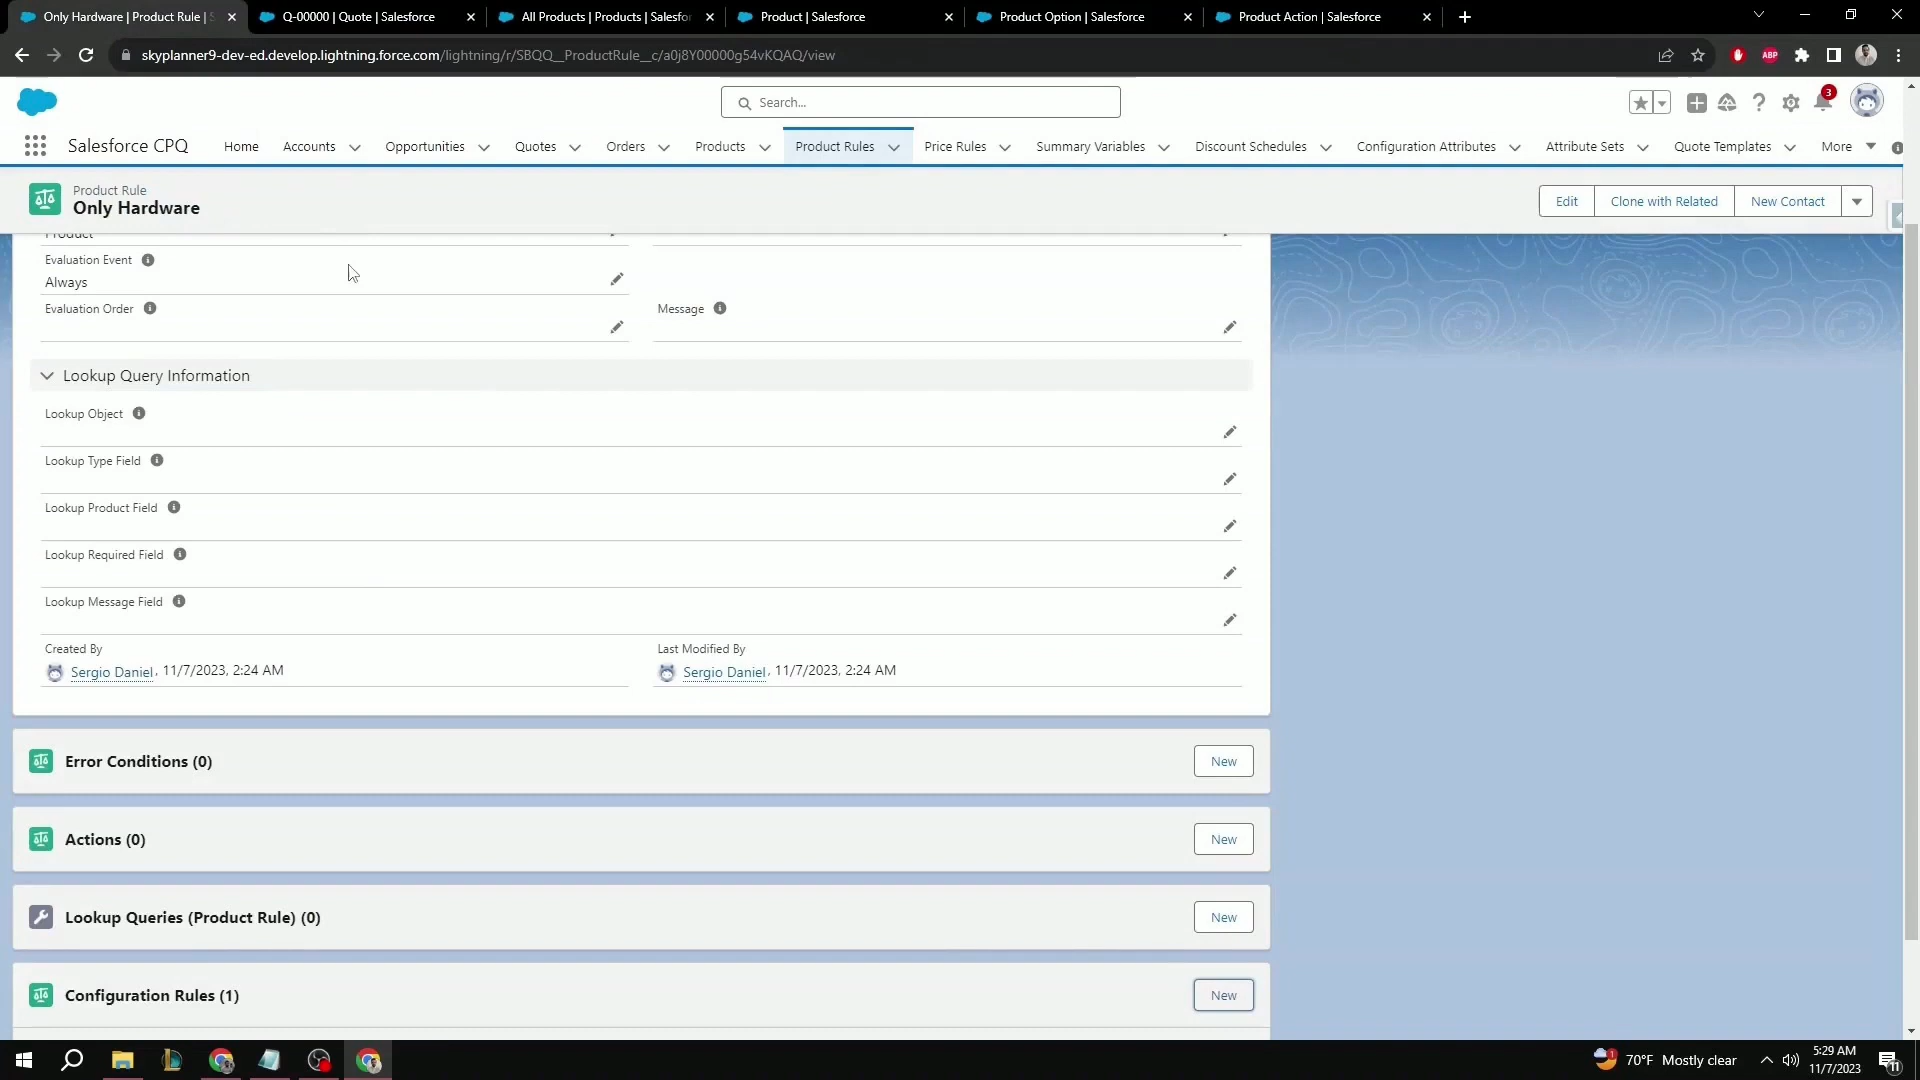 Only Hardware | Product Rule | S
Q-00000 | Quote | Salesforce
All Products | Products | Salesfo
Product | Salesforce
Product Option | Salesforce
Product Action | Salesforce
skyplanner9-dev-ed.develop.lightning.force.com/lightning/r/SBQQ__ProductRule__c/a0j8Y00000g54vKQAQ/view
ABP
Search...
3
Salesforce CPQ
Home
Accounts
Opportunities
Quotes
Orders
Products
Product Rules
Price Rules
Summary Variables
Discount Schedules
Configuration Attributes
Attribute Sets
Quote Templates
More
Product Rule
Only Hardware
Edit
Clone with Related
New Contact
Product
Evaluation Event
Always
Evaluation Order
Message
Lookup Query Information
Lookup Object
Lookup Type Field
Lookup Product Field
Lookup Required Field
Lookup Message Field
Created By
Sergio Daniel, 11/7/2023, 2:24 AM
Last Modified By
Sergio Daniel, 11/7/2023, 2:24 AM
Error Conditions (0)
New
Actions (0)
New
Lookup Queries (Product Rule) (0)
New
Configuration Rules (1)
New
1
70°F Mostly clear
5:29 AM
11/7/2023
11